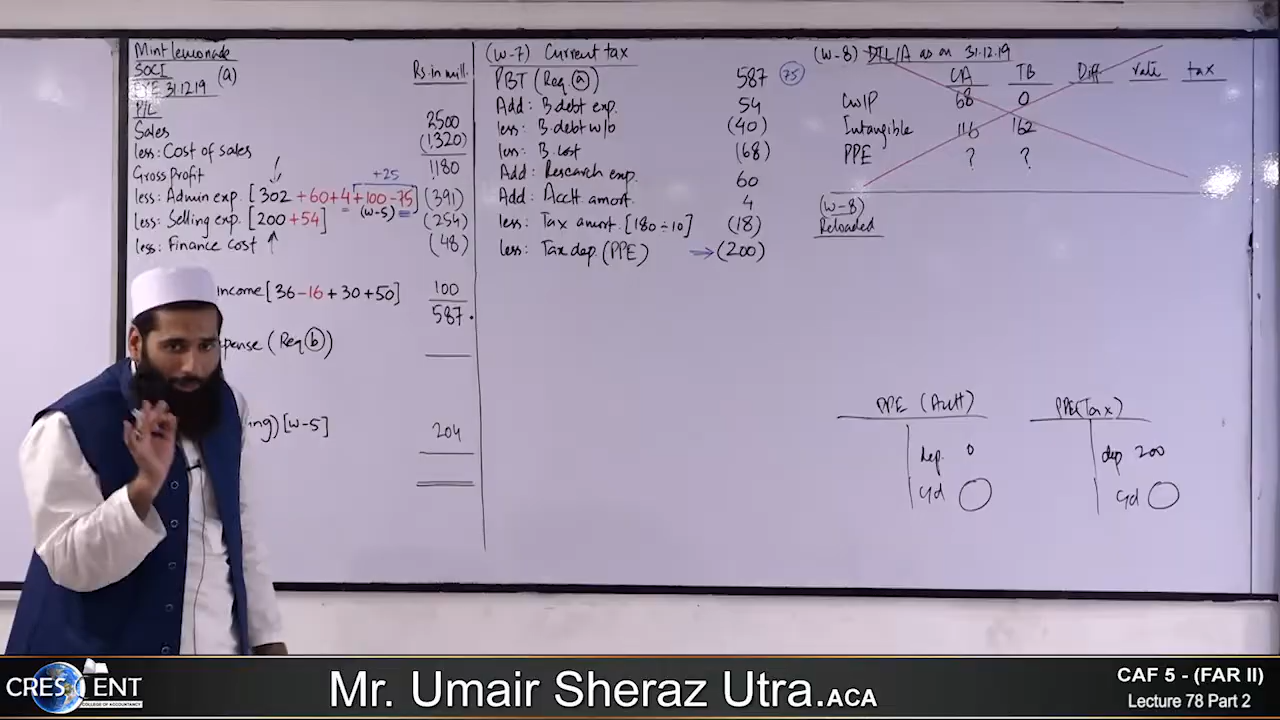 Mint lemonade
SOCI (a)
FYE 31.12.19
P/L
Rs. in mill.
Sales 2500
less: Cost of sales (1320)
Gross Profit 1180
+25
less: Admin exp. [302 +60+4+100-75] (391)
(w-5)
less: Selling exp. [200 +54] (254)
less: Finance cost (48)
income [36-16+30+50] 100
587
pense (Req (b))
ing) [w-5] 204
(w-7) Current tax
PBT (Req (a)) 587 75
Add: B.debt exp. 54
less: B.debt w/o (40)
less: B.cost (68)
Add: Research exp. 60
Add: Acctt amort. 4
less: Tax amort. [180÷10] (18)
less: Tax dep. (PPE) → (200)
(w-8) DTL/A as on 31.12.19
CA TB Diff rate tax
CWIP 68 0
Intangible 116 162
PPE ? ?
(w-8)
Reloaded
PPE (Acctt)
dep. 0
c/d
PPE (Tax)
dep 200
c/d
CRESCENT
COLLEGE OF ACCOUNTANCY
Mr. Umair Sheraz Utra.ACA
CAF 5 - (FAR II)
Lecture 78 Part 2